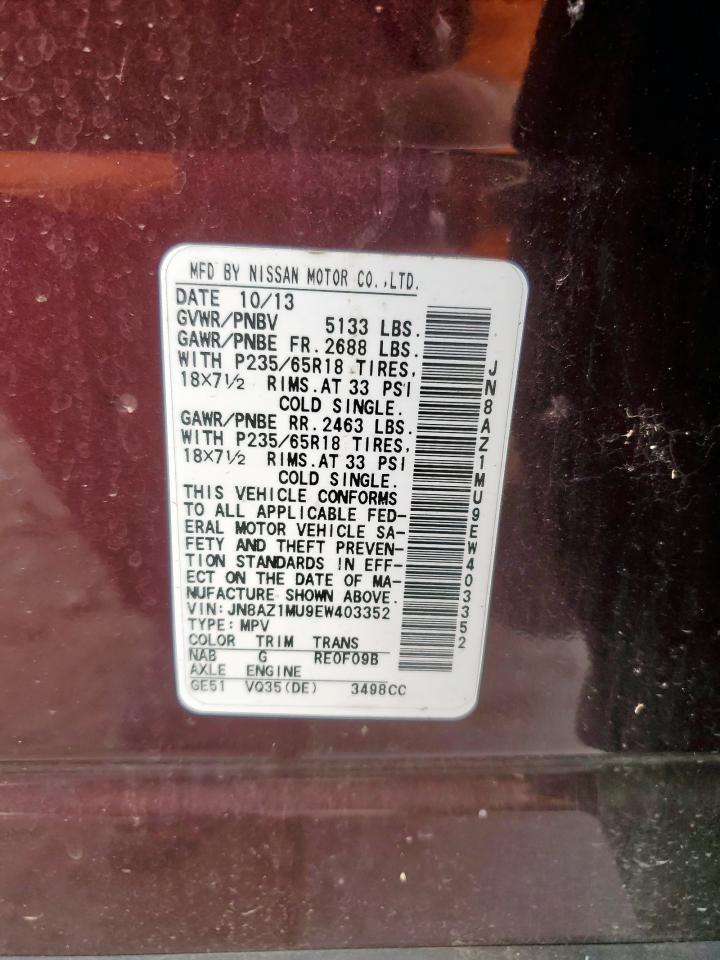 MFD BY NISSAN MOTOR CO.,LTD.
DATE 10/13
GVWR/PNBV 5133 LBS.
GAWR/PNBE FR. 2688 LBS.
WITH P235/65R18 TIRES,
18X7½ RIMS.AT 33 PSI
COLD SINGLE.
GAWR/PNBE RR. 2463 LBS.
WITH P235/65R18 TIRES,
18X7½ RIMS.AT 33 PSI
COLD SINGLE.
THIS VEHICLE CONFORMS
TO ALL APPLICABLE FED-
ERAL MOTOR VEHICLE SA-
FETY AND THEFT PREVEN-
TION STANDARDS IN EFF-
ECT ON THE DATE OF MA-
NUFACTURE SHOWN ABOVE.
VIN:JN8AZ1MU9EW403352
TYPE:MPV
COLOR TRIM TRANS
NAB G RE0F09B
AXLE ENGINE
GE51 VQ35(DE) 3498CC
JN8AZ1MU9EW403352